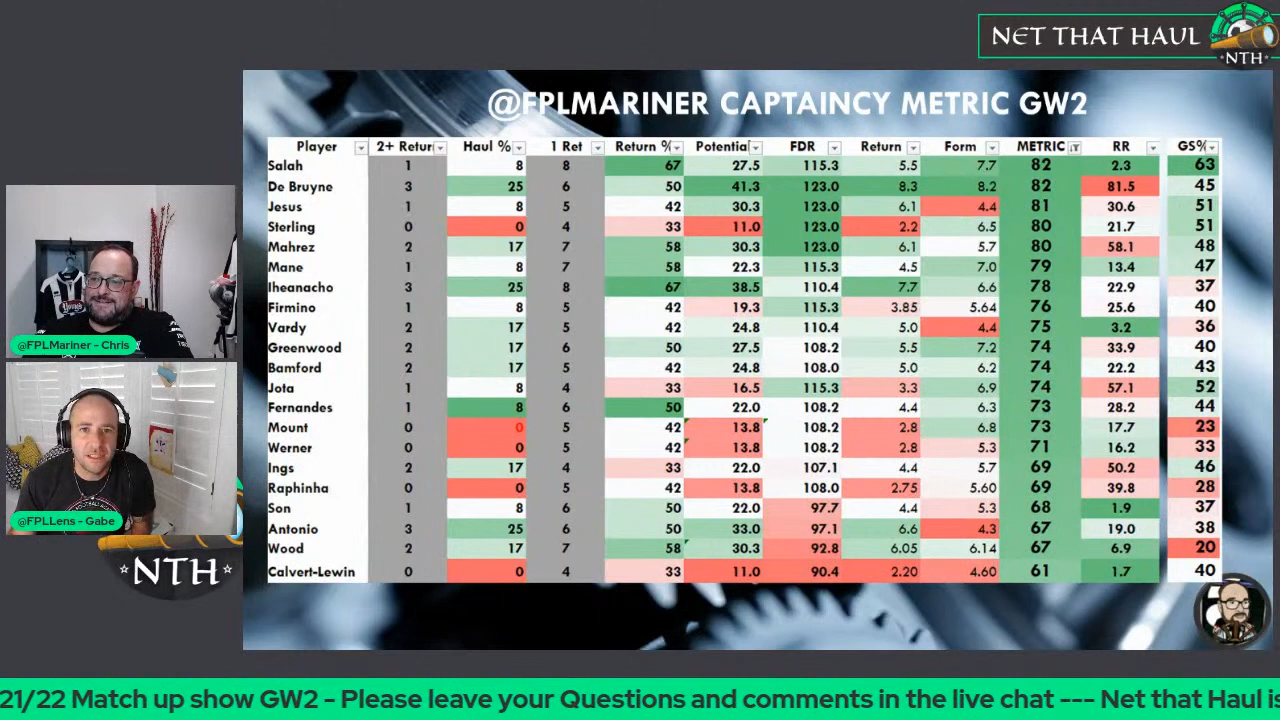 NET THAT HAUL
NTH
@FPLMARINER CAPTAINCY METRIC GW2
Player 2+ Retur Haul % 1 Ret Return % Potential FDR Return Form METRIC RR GS%
Salah 1 8 8 67 27.5 115.3 5.5 7.7 82 2.3 63
De Bruyne 3 25 6 50 41.3 123.0 8.3 8.2 82 81.5 45
Jesus 1 8 5 42 30.3 123.0 6.1 4.4 81 30.6 51
Sterling 0 0 4 33 11.0 123.0 2.2 6.5 80 21.7 51
Mahrez 2 17 7 58 30.3 123.0 6.1 5.7 80 58.1 48
Mane 1 8 7 58 22.3 115.3 4.5 7.0 79 13.4 47
Iheanacho 3 25 8 67 38.5 110.4 7.7 6.6 78 22.9 37
Firmino 1 8 5 42 19.3 115.3 3.85 5.64 76 25.6 40
Vardy 2 17 5 42 24.8 110.4 5.0 4.4 75 3.2 36
Greenwood 2 17 6 50 27.5 108.2 5.5 7.2 74 33.9 40
Bamford 2 17 5 42 24.8 108.0 5.0 6.2 74 22.2 43
Jota 1 8 4 33 16.5 115.3 3.3 6.9 74 57.1 52
Fernandes 1 8 6 50 22.0 108.2 4.4 6.3 73 28.2 44
Mount 0 0 5 42 13.8 108.2 2.8 6.8 73 17.7 23
Werner 0 0 5 42 13.8 108.2 2.8 5.3 71 16.2 33
Ings 2 17 4 33 22.0 107.1 4.4 5.7 69 50.2 46
Raphinha 0 0 5 42 13.8 108.0 2.75 5.60 69 39.8 28
Son 1 8 6 50 22.0 97.7 4.4 5.3 68 1.9 37
Antonio 3 25 6 50 33.0 97.1 6.6 4.3 67 19.0 38
Wood 2 17 7 58 30.3 92.8 6.05 6.14 67 6.9 20
Calvert-Lewin 0 0 4 33 11.0 90.4 2.20 4.60 61 1.7 40
@FPLMariner - Chris
@FPLLens - Gabe
NTH
21/22 Match up show GW2 - Please leave your Questions and comments in the live chat --- Net that Haul is